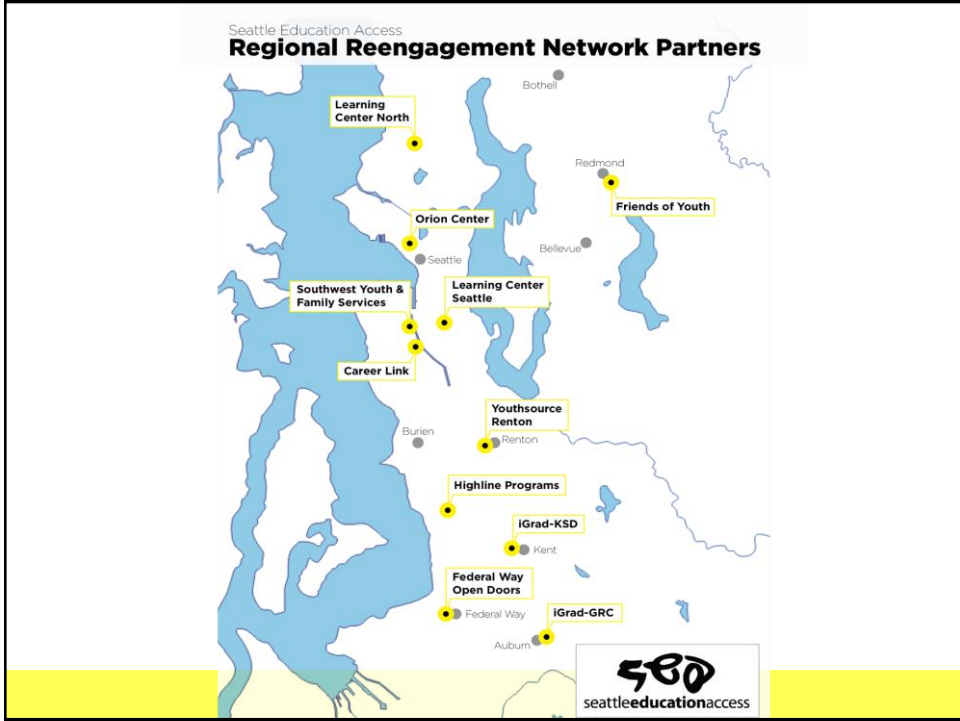 Seattle Education Access
Regional Reengagement Network Partners
Bothell
Learning
Center North
Redmond
Friends of Youth
Orion Center
Bellevue
Seattle
Southwest Youth &
Family Services
Learning Center
Seattle
Career Link
Youthsource
Renton
Burien
Renton
Highline Programs
iGrad-KSD
Kent
Federal Way
Open Doors
Federal Way
iGrad-GRC
Auburn
sea
seattleeducationaccess